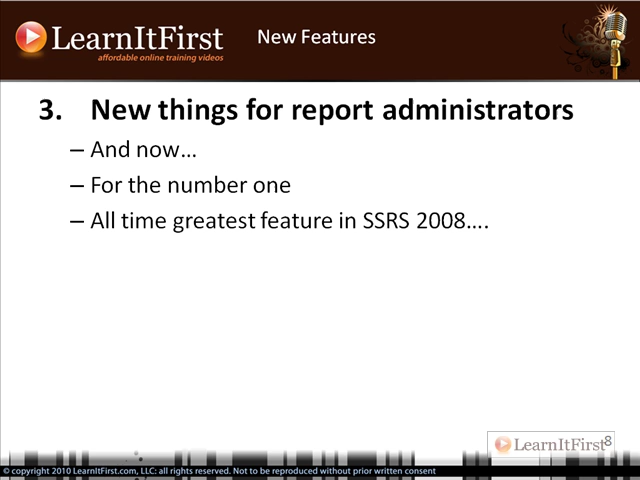 LearnItFirst
affordable online training videos
New Features
3. New things for report administrators
– And now…
– For the number one
– All time greatest feature in SSRS 2008….
LearnItFirst
8
© copyright 2010 LearnItFirst.com, LLC: all rights reserved. Not to be reproduced without prior written consent